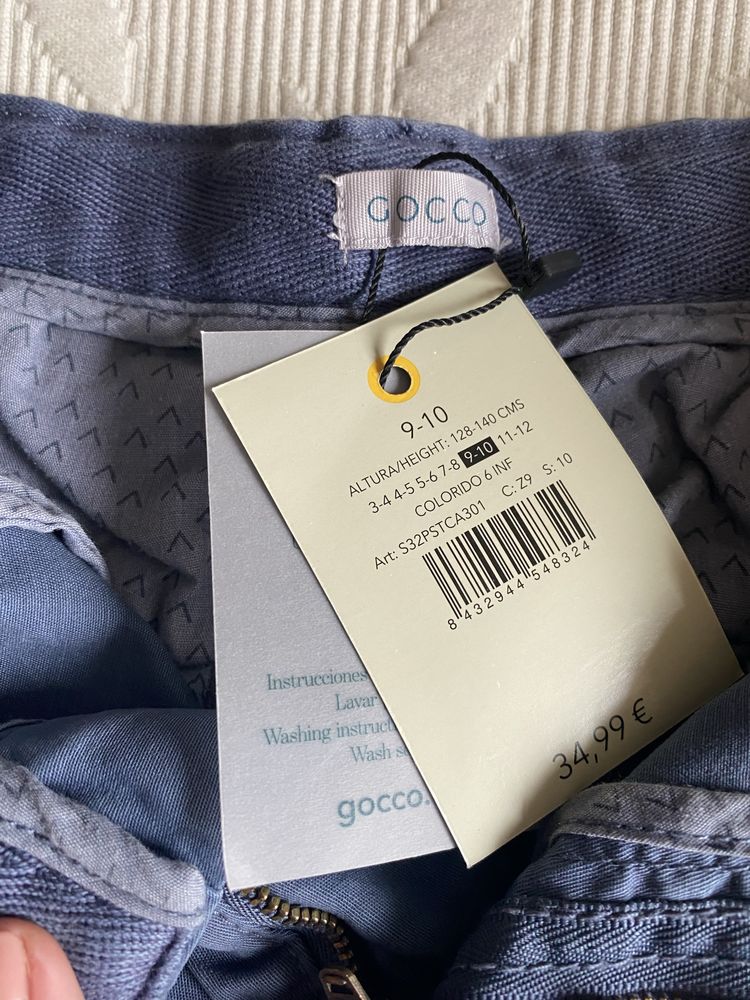 GOCCO
9-10
ALTURA/HEIGHT: 128-140 CMS
3-4 4-5 5-6 7-8 9-10 11-12
COLORIDO 6 INF
Art: S32PSTCA301 C: Z9 S: 10
8 432944 548324
34,99 €
Instrucciones
Lavar
Washing
Wash
gocco.